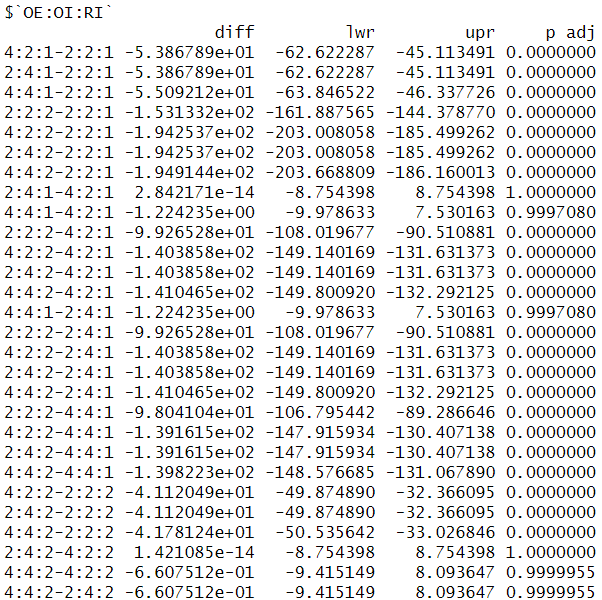 $`OE:OI:RI`
                   diff         lwr         upr     p adj
4:2:1-2:2:1 -5.386789e+01  -62.622287  -45.113491 0.0000000
2:4:1-2:2:1 -5.386789e+01  -62.622287  -45.113491 0.0000000
4:4:1-2:2:1 -5.509212e+01  -63.846522  -46.337726 0.0000000
2:2:2-2:2:1 -1.531332e+02 -161.887565 -144.378770 0.0000000
4:2:2-2:2:1 -1.942537e+02 -203.008058 -185.499262 0.0000000
2:4:2-2:2:1 -1.942537e+02 -203.008058 -185.499262 0.0000000
4:4:2-2:2:1 -1.949144e+02 -203.668809 -186.160013 0.0000000
2:4:1-4:2:1  2.842171e-14   -8.754398    8.754398 1.0000000
4:4:1-4:2:1 -1.224235e+00   -9.978633    7.530163 0.9997080
2:2:2-4:2:1 -9.926528e+01 -108.019677  -90.510881 0.0000000
4:2:2-4:2:1 -1.403858e+02 -149.140169 -131.631373 0.0000000
2:4:2-4:2:1 -1.403858e+02 -149.140169 -131.631373 0.0000000
4:4:2-4:2:1 -1.410465e+02 -149.800920 -132.292125 0.0000000
4:4:1-2:4:1 -1.224235e+00   -9.978633    7.530163 0.9997080
2:2:2-2:4:1 -9.926528e+01 -108.019677  -90.510881 0.0000000
4:2:2-2:4:1 -1.403858e+02 -149.140169 -131.631373 0.0000000
2:4:2-2:4:1 -1.403858e+02 -149.140169 -131.631373 0.0000000
4:4:2-2:4:1 -1.410465e+02 -149.800920 -132.292125 0.0000000
2:2:2-4:4:1 -9.804104e+01 -106.795442  -89.286646 0.0000000
4:2:2-4:4:1 -1.391615e+02 -147.915934 -130.407138 0.0000000
2:4:2-4:4:1 -1.391615e+02 -147.915934 -130.407138 0.0000000
4:4:2-4:4:1 -1.398223e+02 -148.576685 -131.067890 0.0000000
4:2:2-2:2:2 -4.112049e+01  -49.874890  -32.366095 0.0000000
2:4:2-2:2:2 -4.112049e+01  -49.874890  -32.366095 0.0000000
4:4:2-2:2:2 -4.178124e+01  -50.535642  -33.026846 0.0000000
2:4:2-4:2:2  1.421085e-14   -8.754398    8.754398 1.0000000
4:4:2-4:2:2 -6.607512e-01   -9.415149    8.093647 0.9999955
4:4:2-2:4:2 -6.607512e-01   -9.415149    8.093647 0.9999955